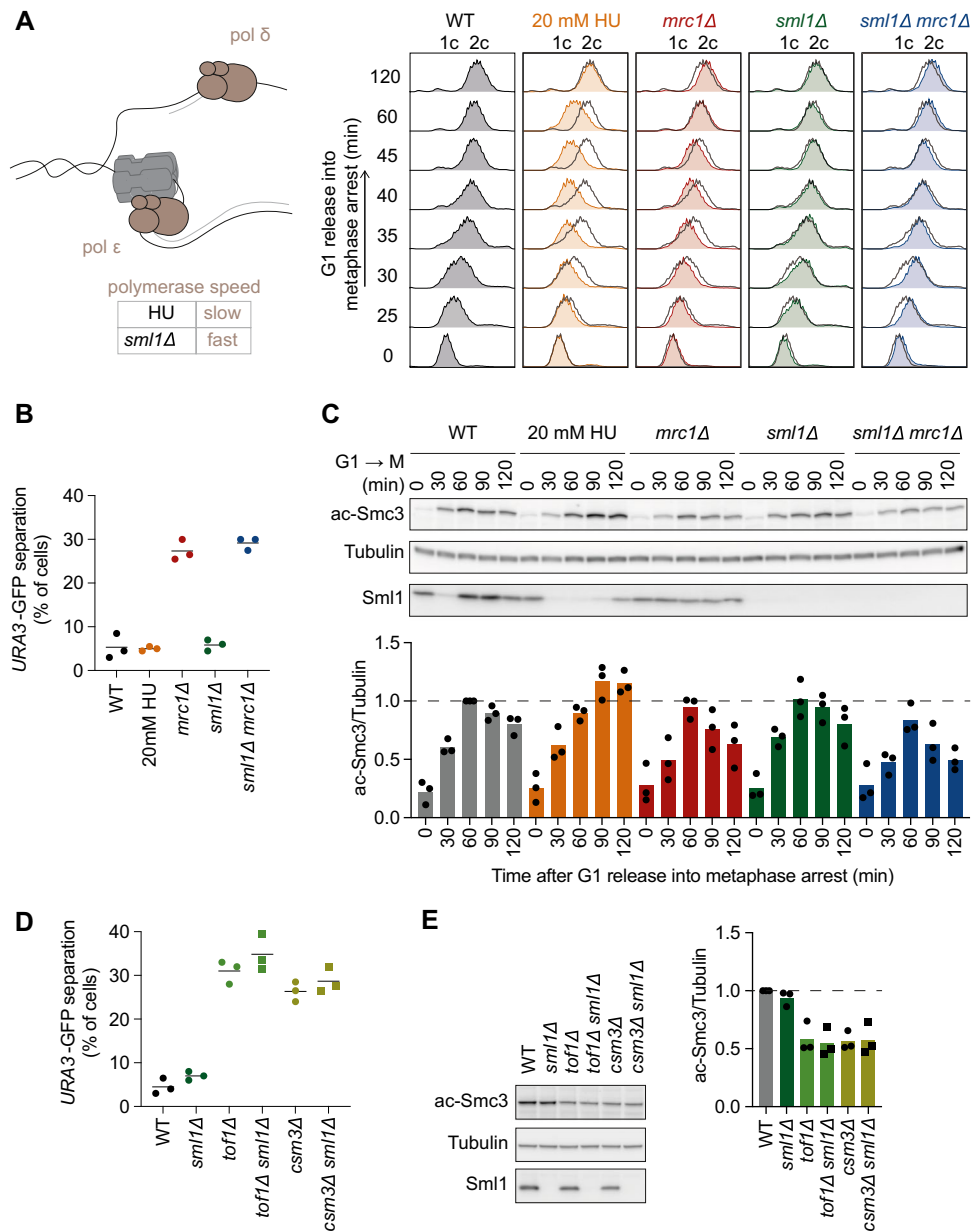 A
pol δ
pol ε
polymerase speed
HU slow
sml1Δ fast
WT 20 mM HU mrc1Δ sml1Δ sml1Δ mrc1Δ
1c 2c 1c 2c 1c 2c 1c 2c 1c 2c
G1 release into
metaphase arrest (min)
120
60
45
40
35
30
25
0
B
URA3-GFP separation
(% of cells)
40
30
20
10
0
WT
20mM HU
mrc1Δ
sml1Δ
sml1Δ mrc1Δ
C
WT 20 mM HU mrc1Δ sml1Δ sml1Δ mrc1Δ
G1 → M
(min)
0 30 60 90 120 0 30 60 90 120 0 30 60 90 120 0 30 60 90 120 0 30 60 90 120
ac-Smc3
Tubulin
Sml1
ac-Smc3/Tubulin
1.5
1.0
0.5
0.0
0 30 60 90 120 0 30 60 90 120 0 30 60 90 120 0 30 60 90 120 0 30 60 90 120
Time after G1 release into metaphase arrest (min)
D
URA3-GFP separation
(% of cells)
40
30
20
10
0
WT
sml1Δ
tof1Δ
tof1Δ sml1Δ
csm3Δ
csm3Δ sml1Δ
E
WT
sml1Δ
tof1Δ
tof1Δ sml1Δ
csm3Δ
csm3Δ sml1Δ
ac-Smc3
Tubulin
Sml1
ac-Smc3/Tubulin
1.5
1.0
0.5
0.0
WT
sml1Δ
tof1Δ
tof1Δ sml1Δ
csm3Δ
csm3Δ sml1Δ